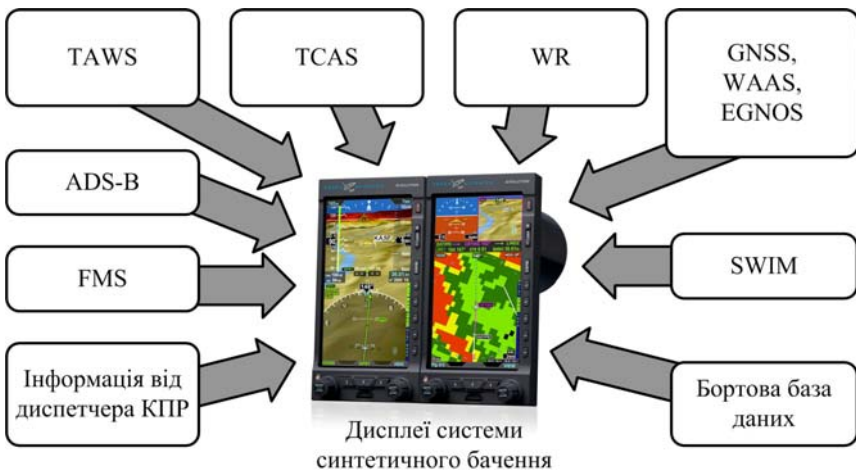 TAWS
TCAS
WR
GNSS,
WAAS,
EGNOS
ADS-B
FMS
SWIM
Інформація від
диспетчера КПР
Бортова база
даних
Дисплеї системи
синтетичного бачення